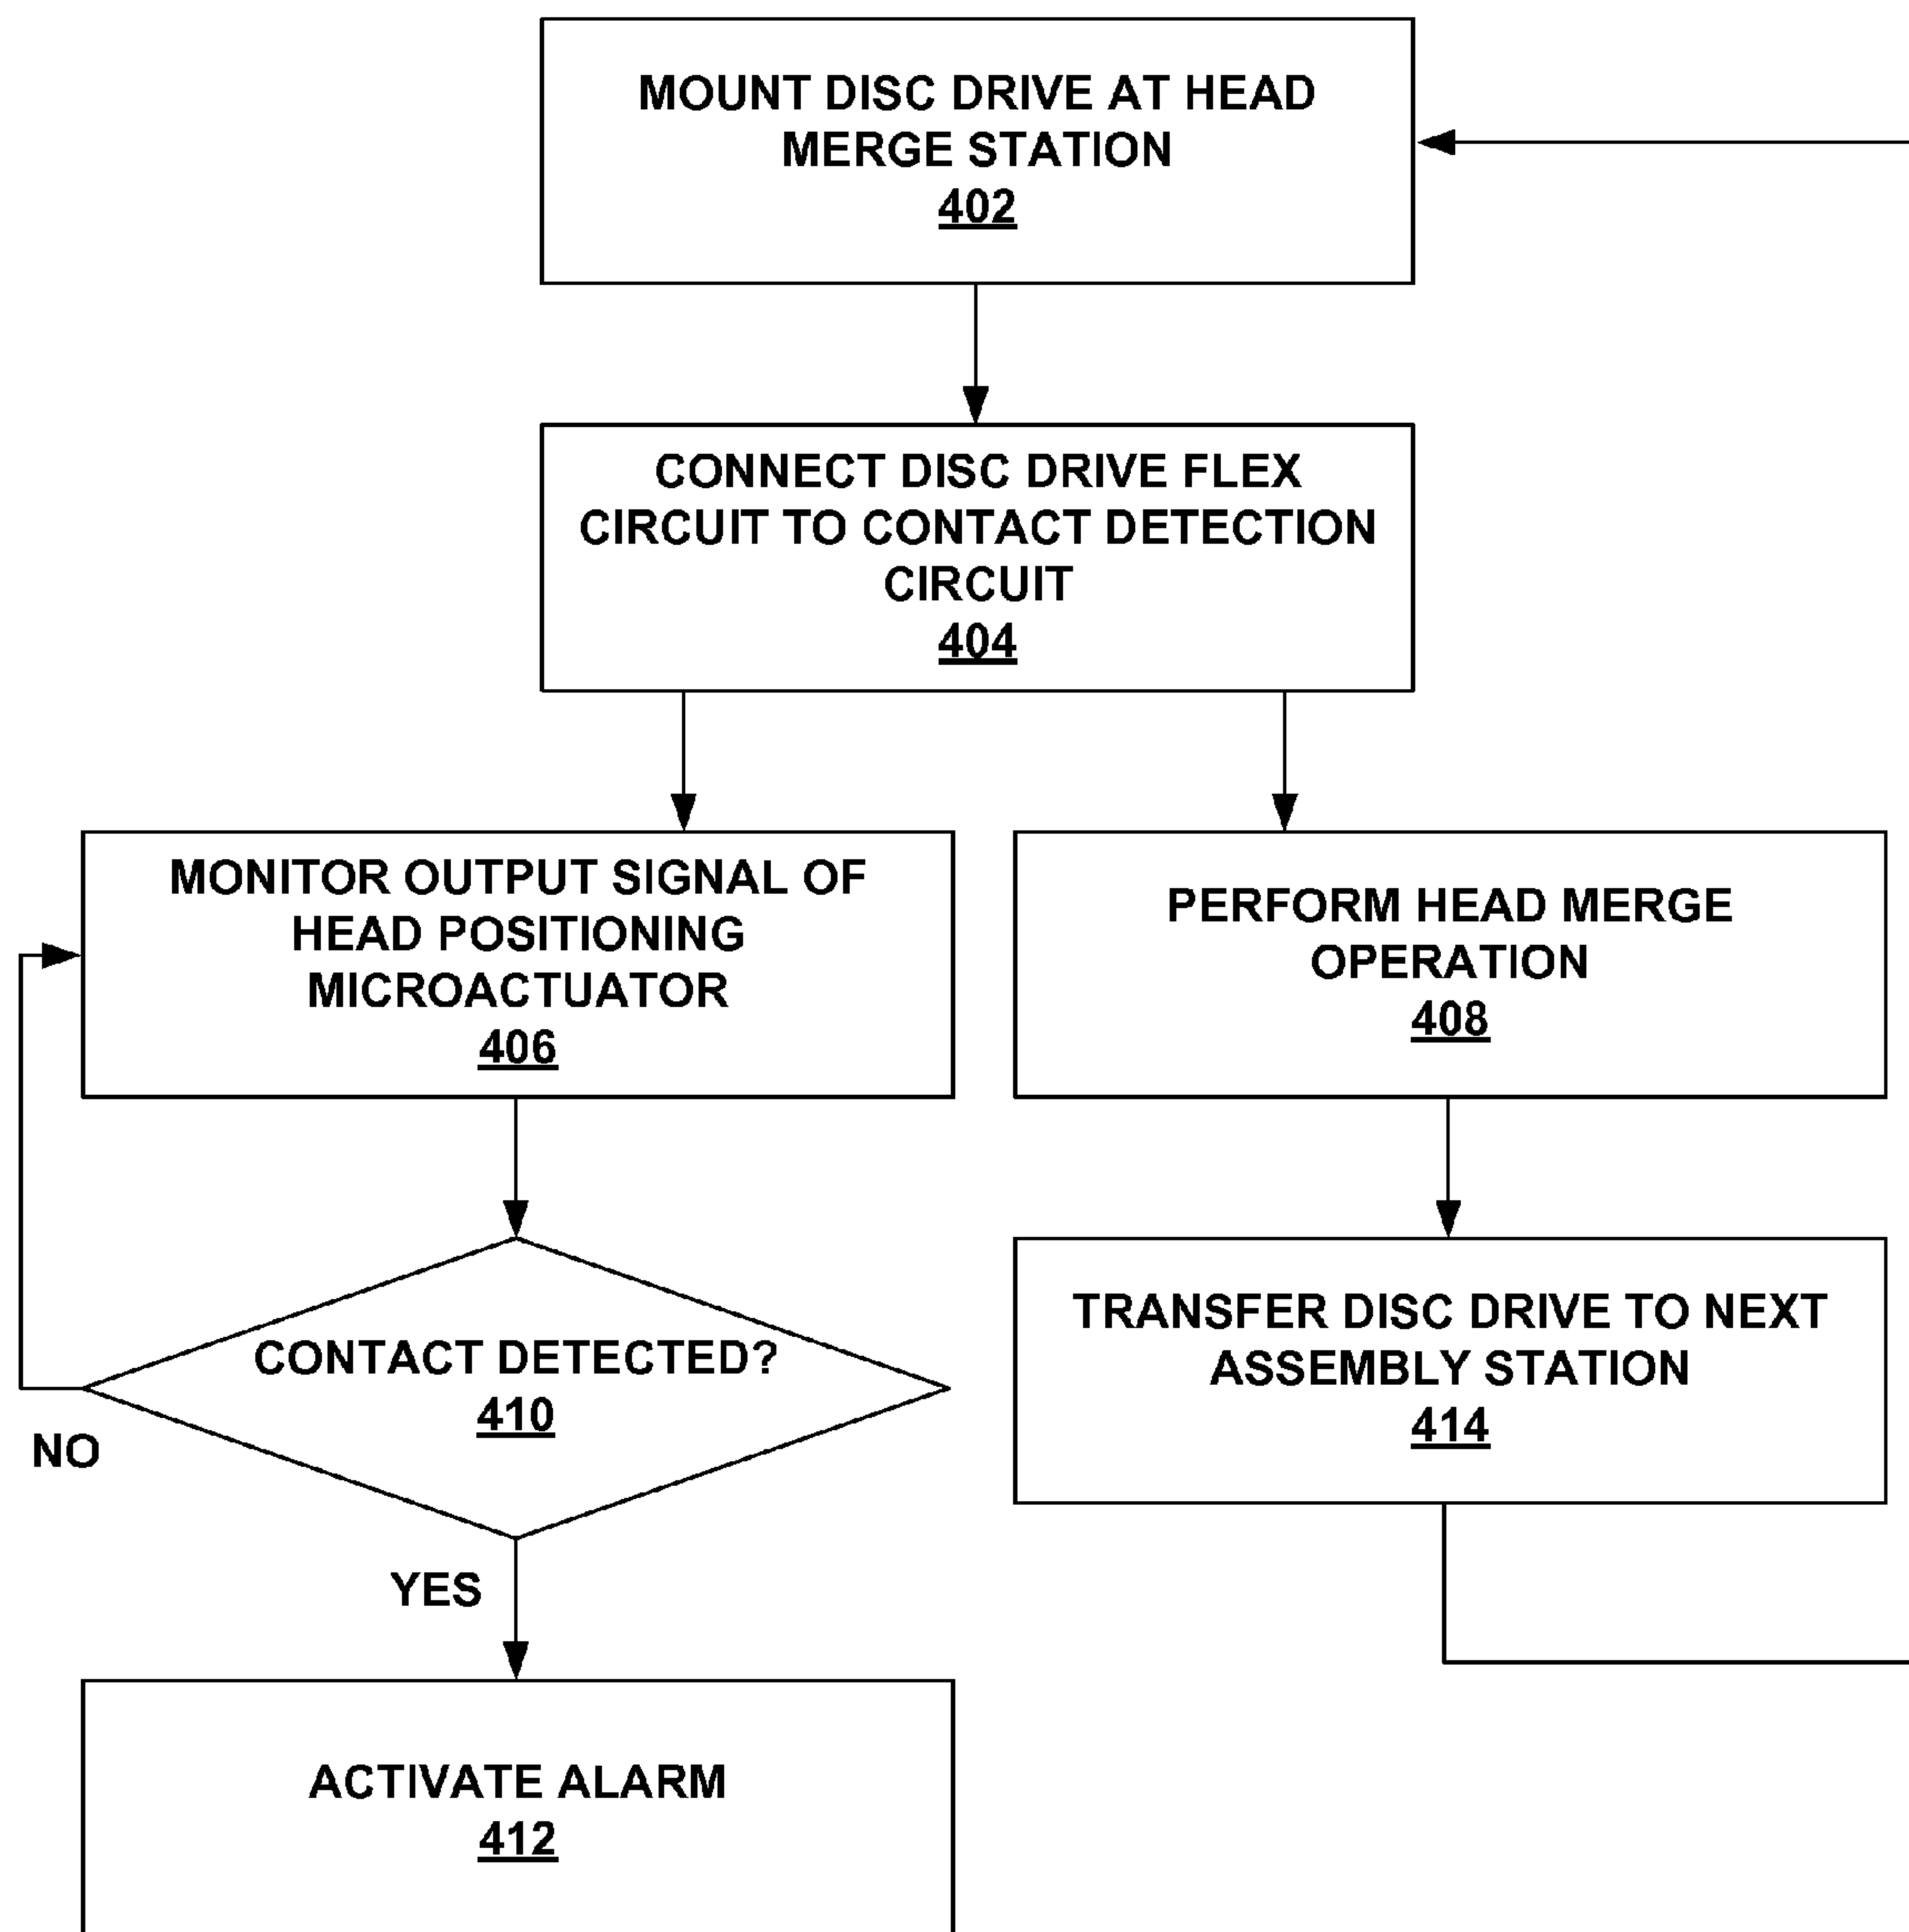 MOUNT DISC DRIVE AT HEAD
MERGE STATION
402
CONNECT DISC DRIVE FLEX
CIRCUIT TO CONTACT DETECTION
CIRCUIT
404
MONITOR OUTPUT SIGNAL OF
HEAD POSITIONING
MICROACTUATOR
406
PERFORM HEAD MERGE
OPERATION
408
CONTACT DETECTED?
410
NO
YES
TRANSFER DISC DRIVE TO NEXT
ASSEMBLY STATION
414
ACTIVATE ALARM
412